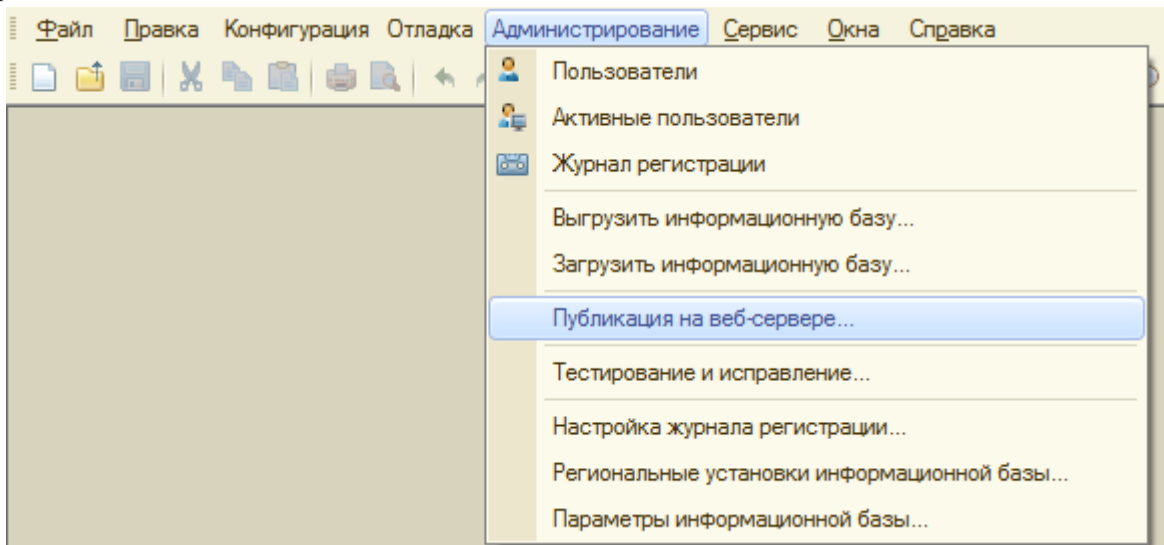 Файл Правка Конфигурация Отладка Администрирование Сервис Окна Справка
Пользователи
Активные пользователи
Журнал регистрации
Выгрузить информационную базу...
Загрузить информационную базу...
Публикация на веб-сервере...
Тестирование и исправление...
Настройка журнала регистрации...
Региональные установки информационной базы...
Параметры информационной базы...